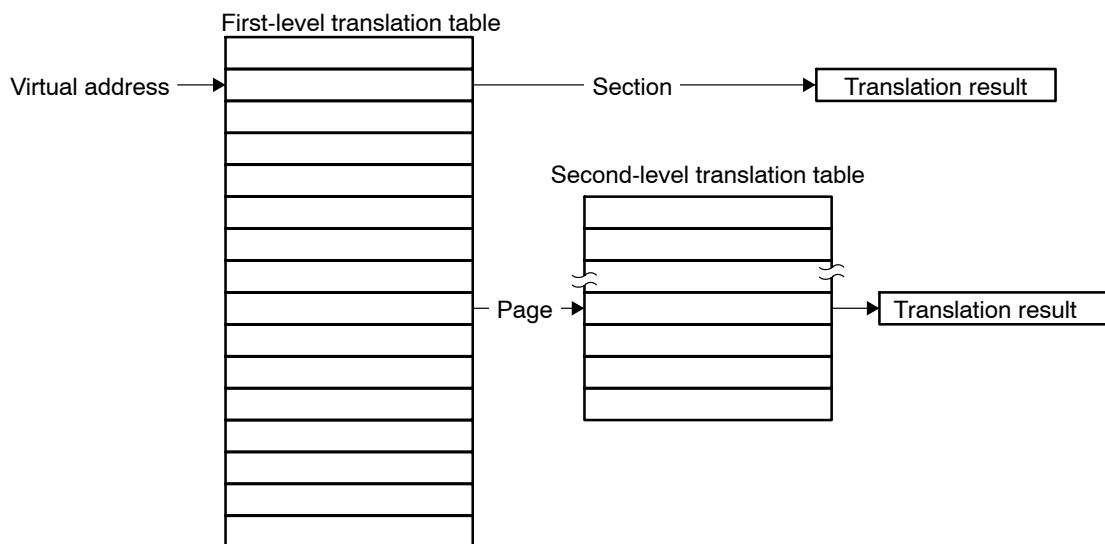 First-level translation table
Virtual address
Section
Translation result
Second-level translation table
Page
Translation result